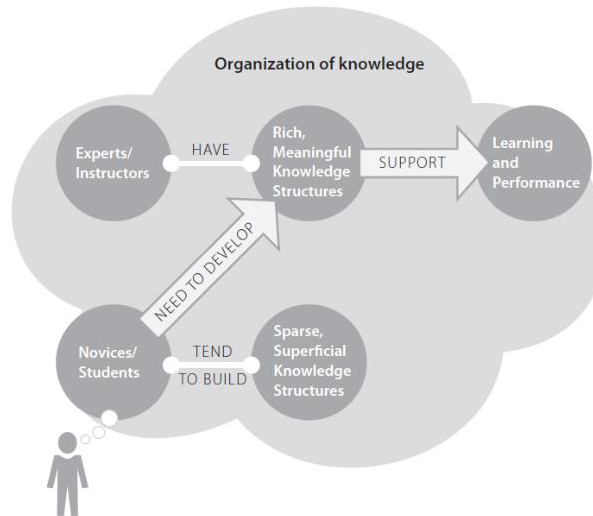 Organization of knowledge
Experts/
Instructors
HAVE
Rich,
Meaningful
Knowledge
Structures
SUPPORT
Learning
and
Performance
NEED TO DEVELOP
Novices/
Students
TEND
TO BUILD
Sparse,
Superficial
Knowledge
Structures